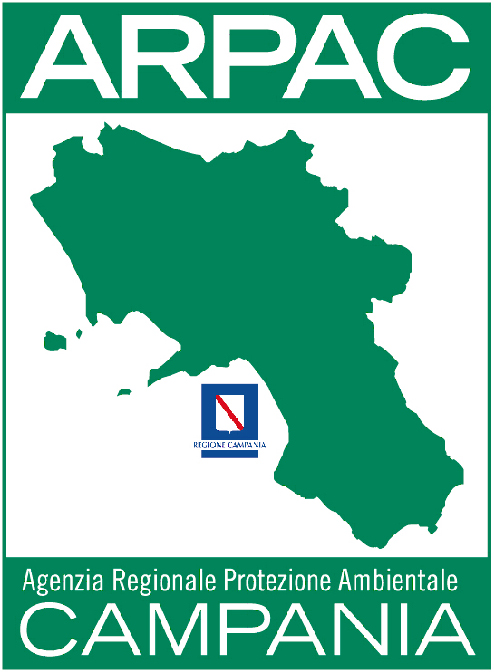 ARPAC
REGIONE CAMPANIA
Agenzia Regionale Protezione Ambientale
CAMPANIA